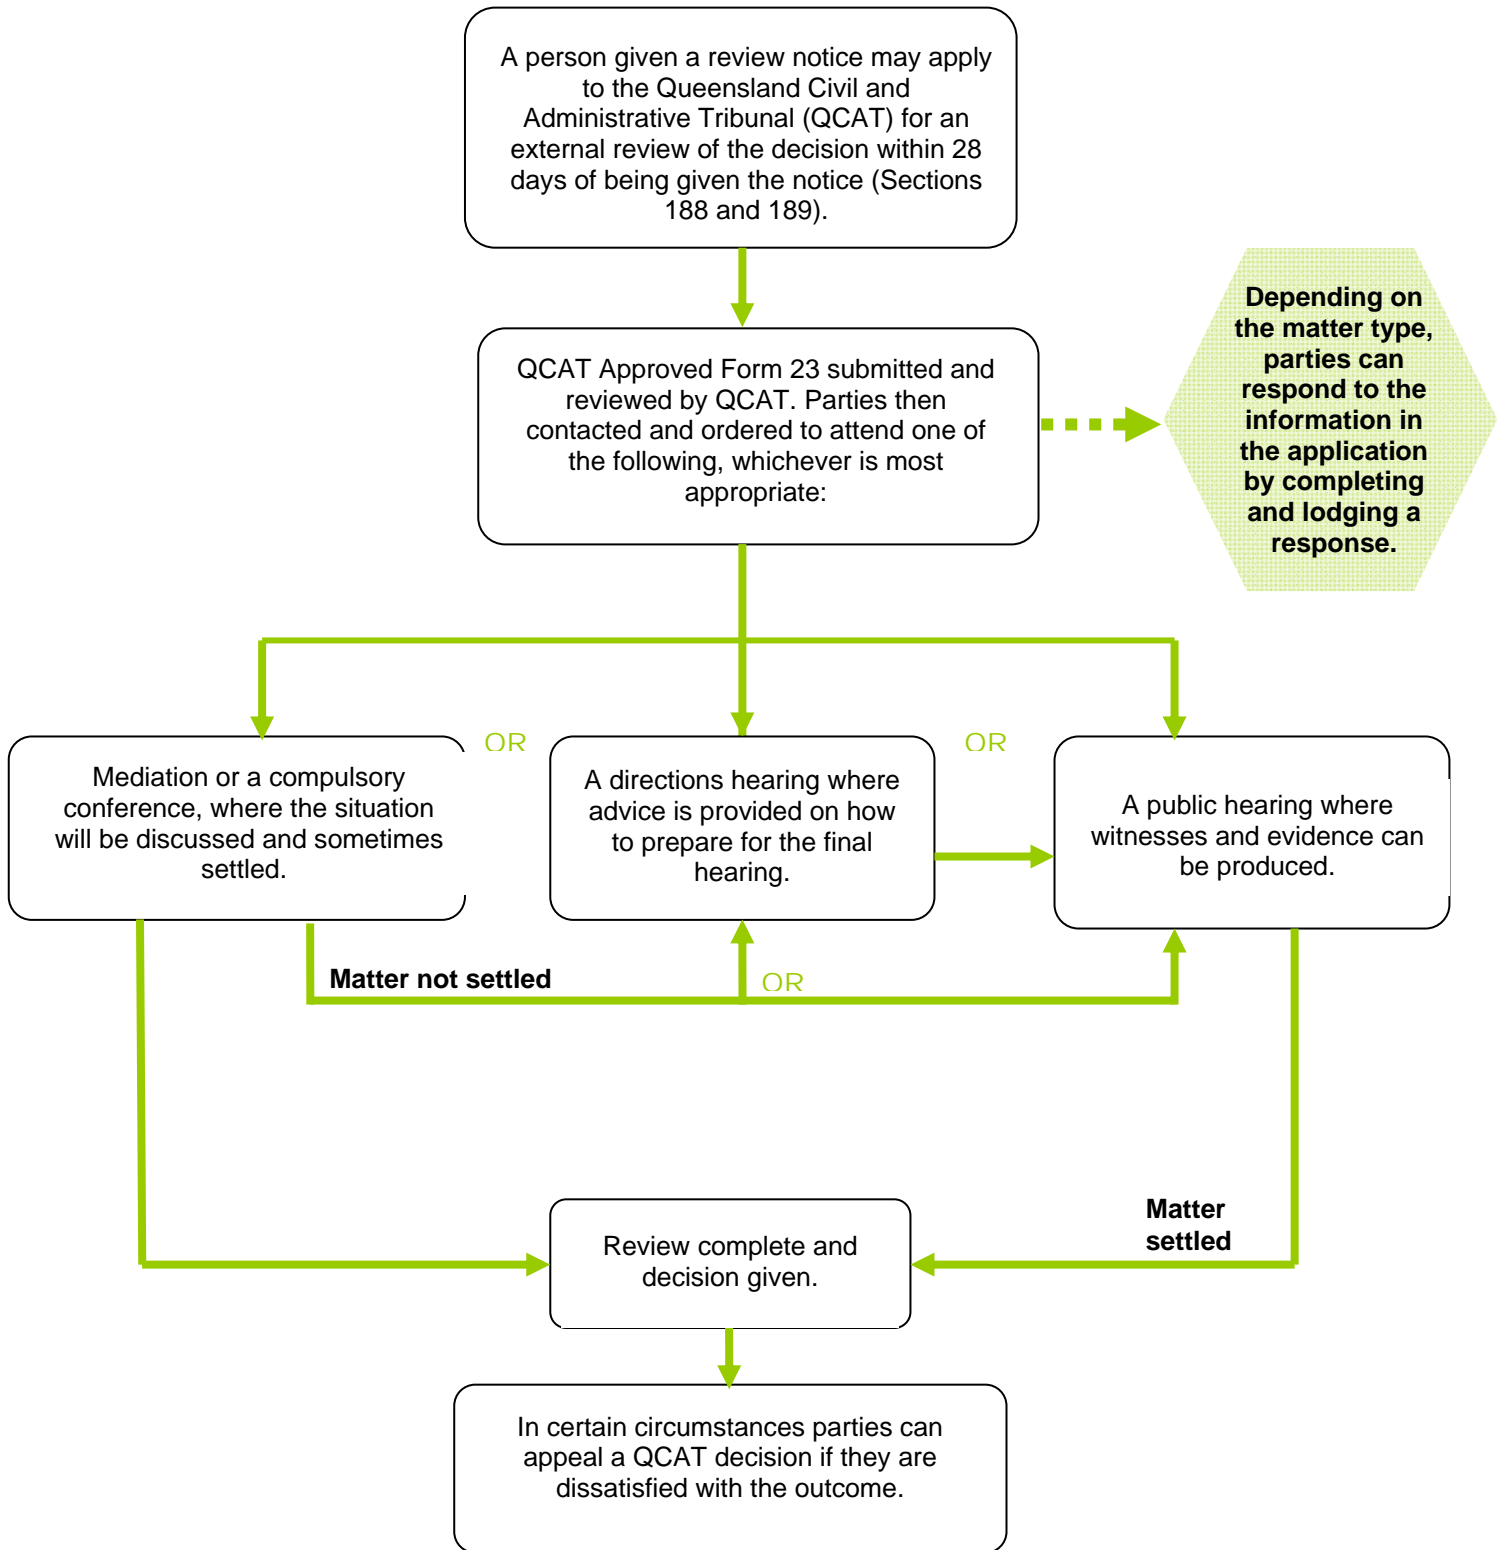 A person given a review notice may apply
to the Queensland Civil and
Administrative Tribunal (QCAT) for an
external review of the decision within 28
days of being given the notice (Sections
188 and 189).
QCAT Approved Form 23 submitted and
reviewed by QCAT. Parties then
contacted and ordered to attend one of
the following, whichever is most
appropriate:
Depending on
the matter type,
parties can
respond to the
information in
the application
by completing
and lodging a
response.
Mediation or a compulsory
conference, where the situation
will be discussed and sometimes
settled.
OR
A directions hearing where
advice is provided on how
to prepare for the final
hearing.
OR
A public hearing where
witnesses and evidence can
be produced.
Matter not settled
OR
Matter
settled
Review complete and
decision given.
In certain circumstances parties can
appeal a QCAT decision if they are
dissatisfied with the outcome.